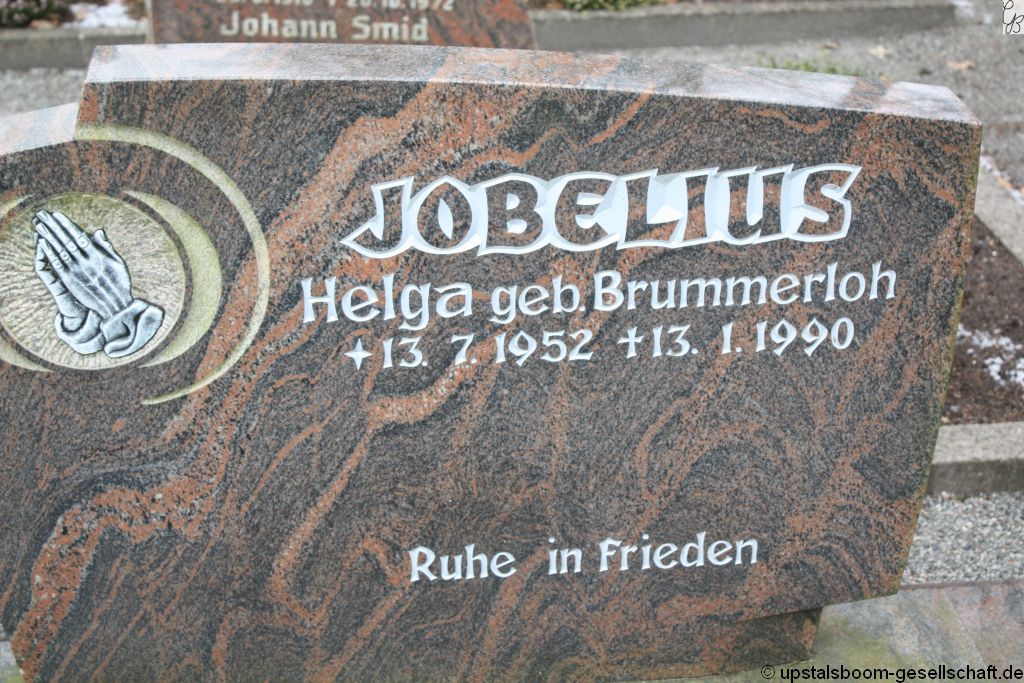 Johann Smid
JOBELIUS
Helga geb. Brummerloh
13. 7. 1952 ✝13. 1. 1990
Ruhe in Frieden
© upstalsboom-gesellschaft.de